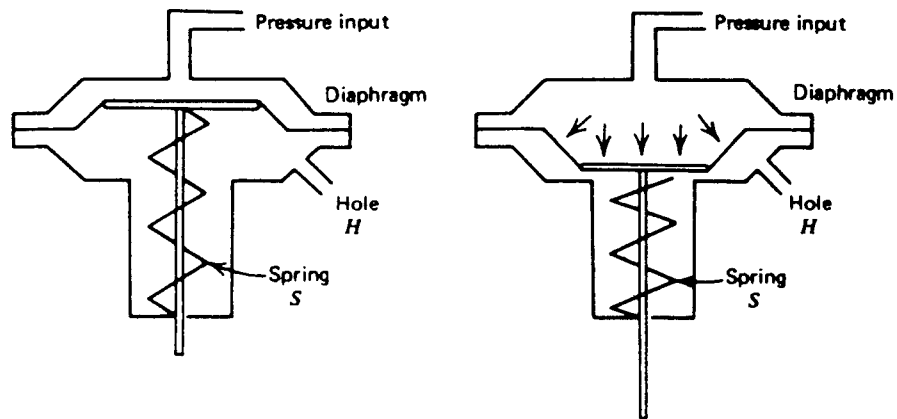 Pressure input
Diaphragm
Hole
H
Spring
S
Pressure input
Diaphragm
Hole
H
Spring
S